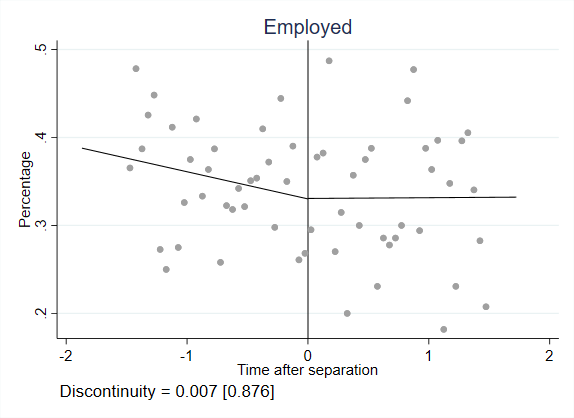 Employed
.5
.4
.3
.2
Percentage
-2 -1 0 1 2
Time after separation
Discontinuity = 0.007 [0.876]